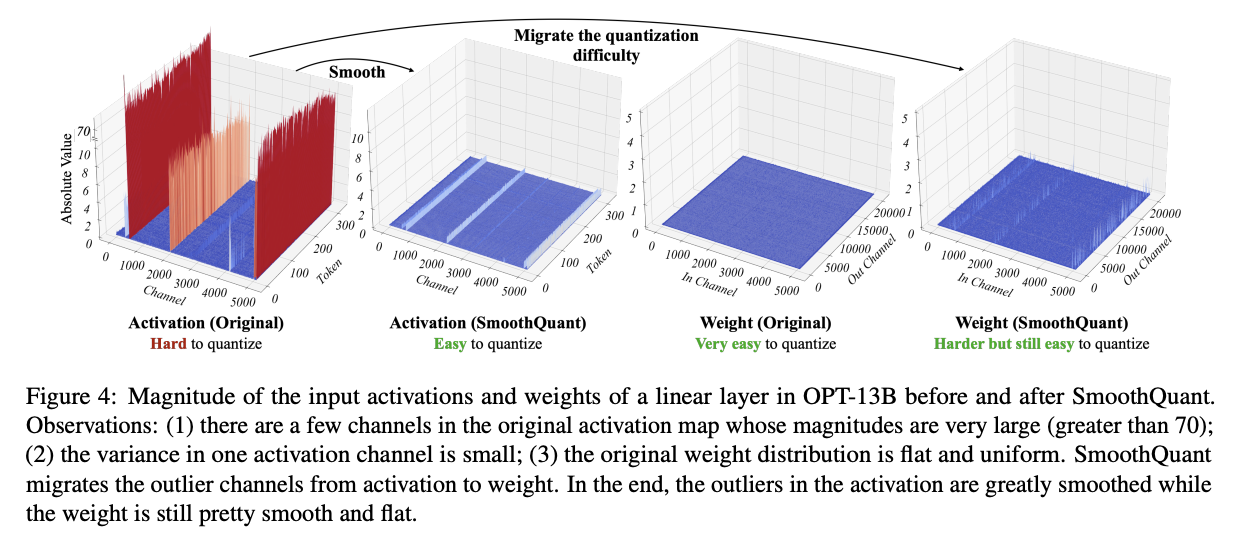 Migrate the quantization
difficulty
Smooth
Absolute Value
70
10
8
6
4
2
0
0
1000
2000
3000
4000
5000
Channel
0
100
200
300
Token
10
8
6
4
2
0
0
1000
2000
3000
4000
5000
Channel
0
100
200
300
Token
5
4
3
2
1
0
0
1000
2000
3000
4000
5000
In Channel
0
5000
10000
15000
20000
Out Channel
5
4
3
2
1
0
0
1000
2000
3000
4000
5000
In Channel
0
5000
10000
15000
20000
Out Channel
Activation (Original)
Hard to quantize
Activation (SmoothQuant)
Easy to quantize
Weight (Original)
Very easy to quantize
Weight (SmoothQuant)
Harder but still easy to quantize
Figure 4: Magnitude of the input activations and weights of a linear layer in OPT-13B before and after SmoothQuant.
Observations: (1) there are a few channels in the original activation map whose magnitudes are very large (greater than 70);
(2) the variance in one activation channel is small; (3) the original weight distribution is flat and uniform. SmoothQuant
migrates the outlier channels from activation to weight. In the end, the outliers in the activation are greatly smoothed while
the weight is still pretty smooth and flat.